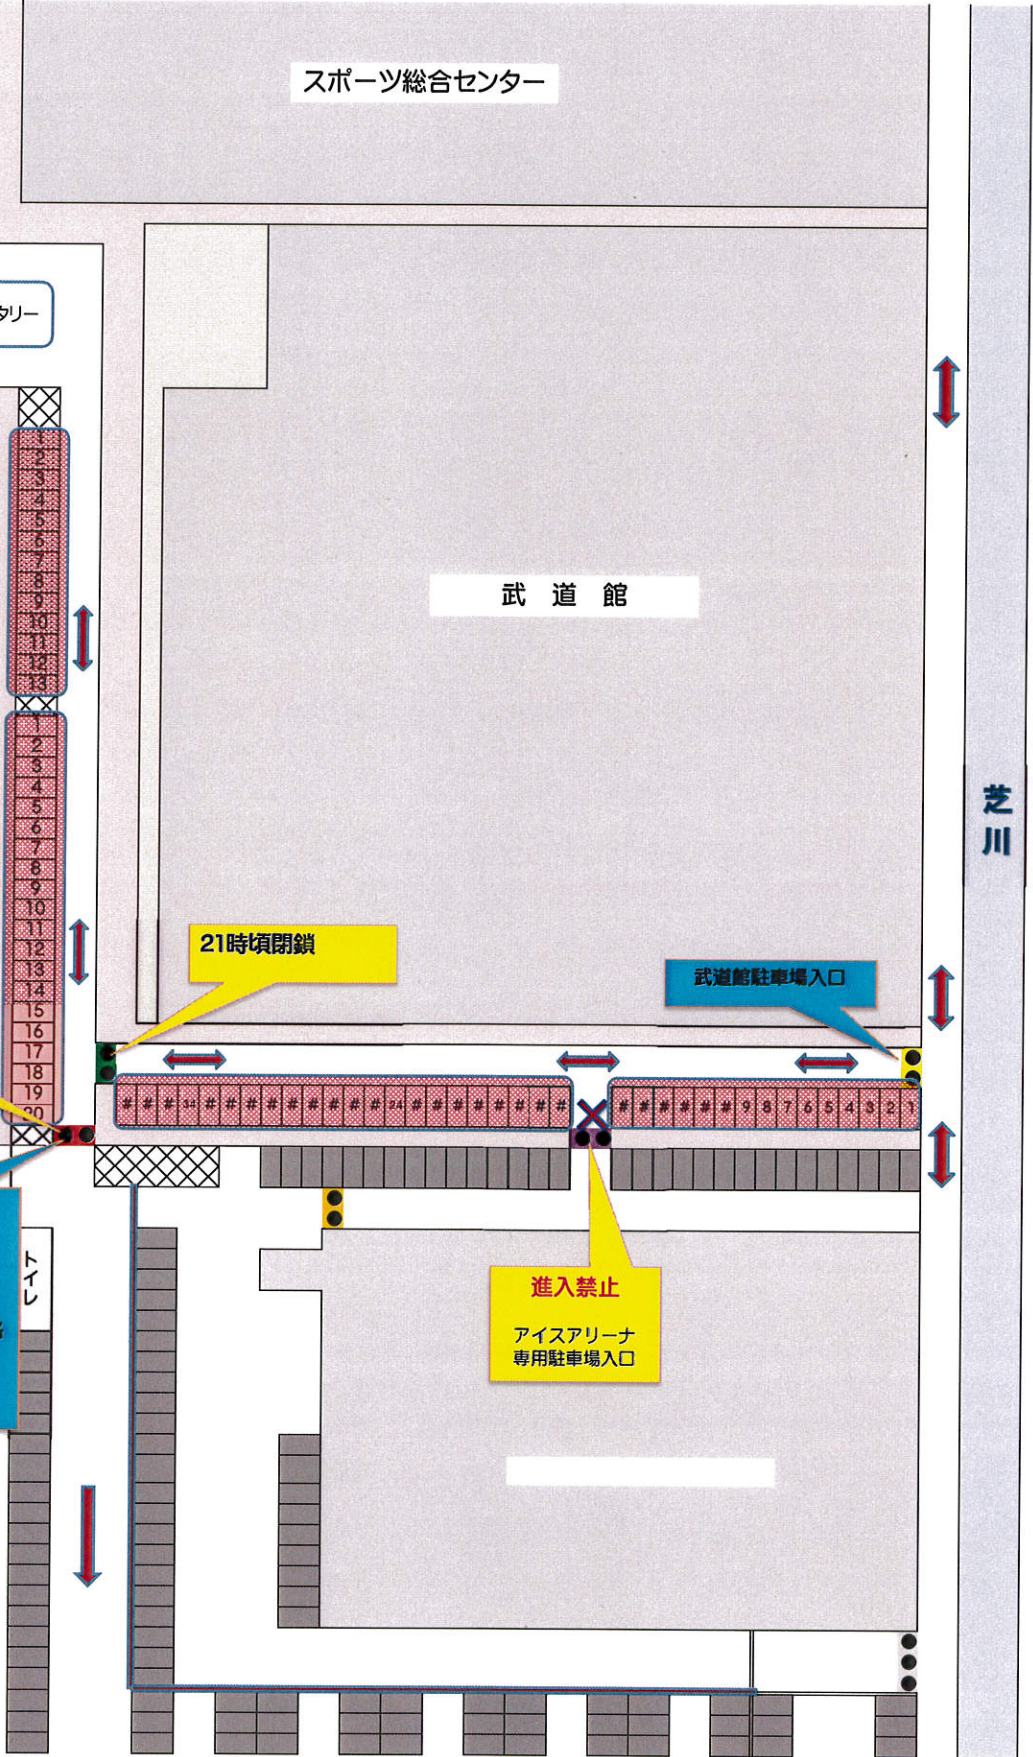 スポーツ総合センター
タリー
1
2
3
4
5
6
7
8
9
10
11
12
13
武 道 館
1
2
3
4
5
6
7
8
9
10
11
12
13
14
15
16
17
18
19
20
芝川
21時頃閉鎖
武道館駐車場入口
# # # 34 # # # # # # # # # 24 # # # # # # # #
# # # # # # 9 8 7 6 5 4 3 2 1
トイレ
進入禁止
アイスアリーナ
専用駐車場入口